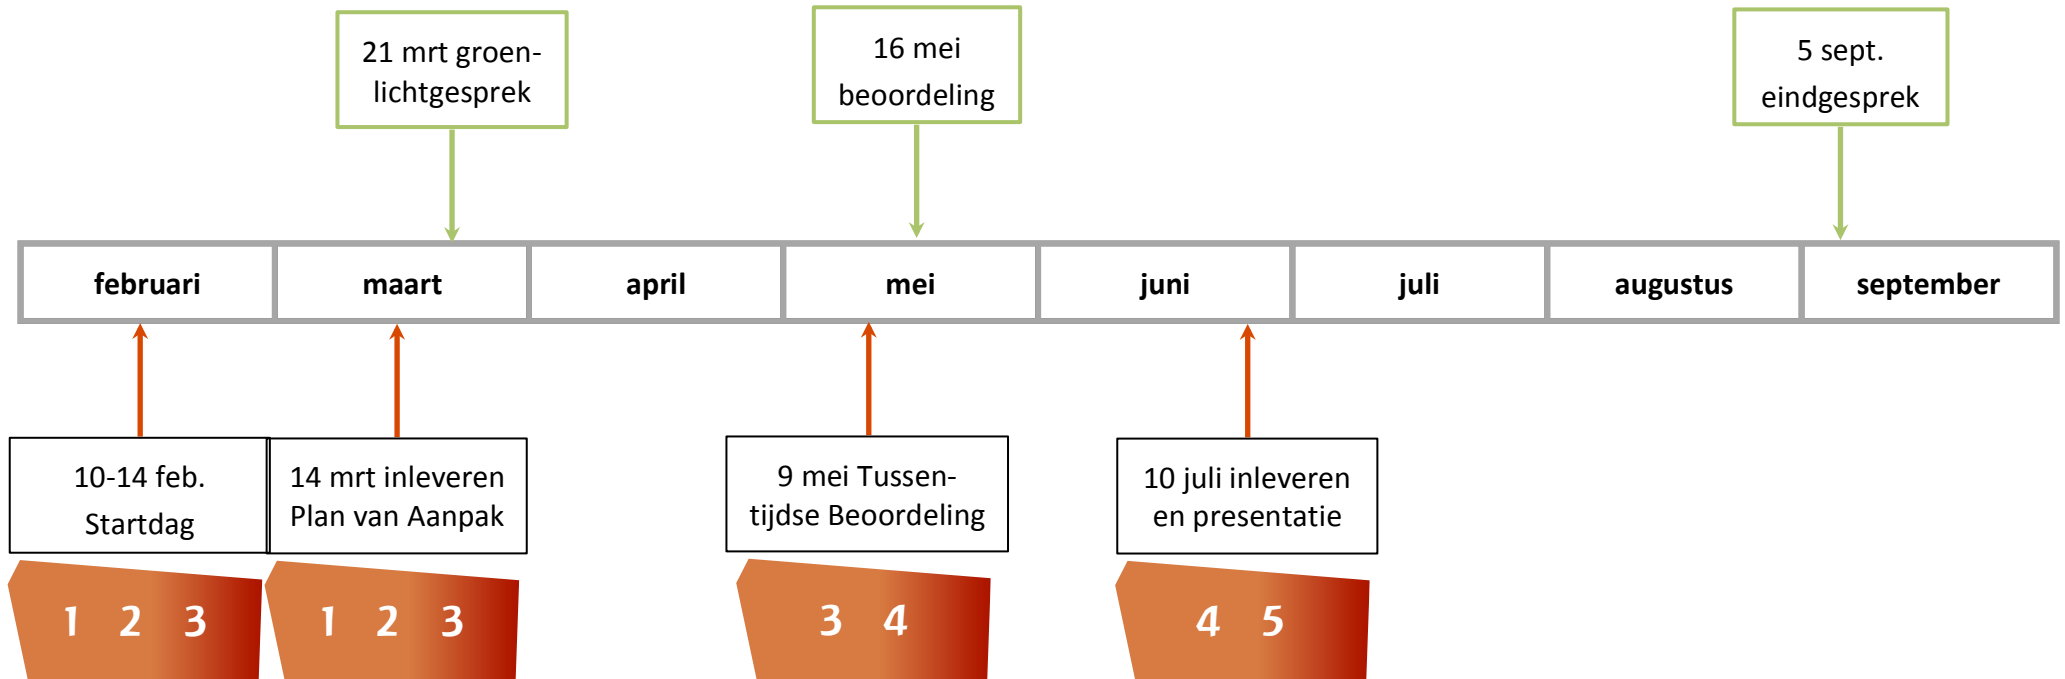 21 mrt groen-
lichtgesprek
16 mei
beoordeling
5 sept.
eindgesprek
februari
maart
april
mei
juni
juli
augustus
september
10-14 feb.
Startdag
14 mrt inleveren
Plan van Aanpak
9 mei Tussen-
tijdse Beoordeling
10 juli inleveren
en presentatie
1 2 3
1 2 3
3 4
4 5